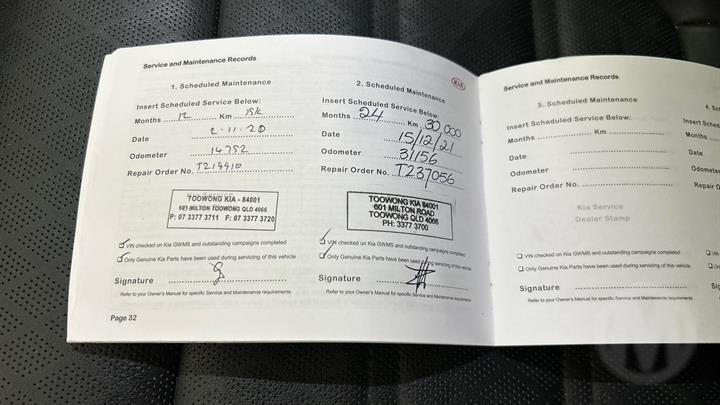 Service and Maintenance Records
1. Scheduled Maintenance
Insert Scheduled Service Below:
Months 12 Km 15K
Date 2-11-20
Odometer 14752
Repair Order No. T219910
TOOWONG KIA - 84001
601 MILTON TOOWONG QLD 4066
P: 07 3377 3711 F: 07 3377 3720
VIN checked on Kia GWMS and outstanding campaigns completed
Only Genuine Kia Parts have been used during servicing of this vehicle
Signature
Refer to your Owner's Manual for specific Service and Maintenance requirements
Page 32
2. Scheduled Maintenance
KIA
Insert Scheduled Service Below:
Months 24 Km 30,000
Date 15/12/21
Odometer 31156
Repair Order No. T237056
TOOWONG KIA 84001
601 MILTON ROAD
TOOWONG QLD 4066
PH: 3377 3700
VIN checked on Kia GWMS and outstanding campaigns completed
Only Genuine Kia Parts have been used during servicing of this vehicle
Signature
Refer to your Owner's Manual for specific Service and Maintenance requirements
Service and Maintenance Records
3. Scheduled Maintenance
Insert Scheduled Service Below:
Months Km
Date
Odometer
Repair Order No.
Kia Service
Dealer Stamp
VIN checked on Kia GWMS and outstanding campaigns completed
Only Genuine Kia Parts have been used during servicing of this vehicle
Signature
Refer to your Owner's Manual for specific Service and Maintenance requirements
4.
Insert
Months
Date
Odometer
Repair